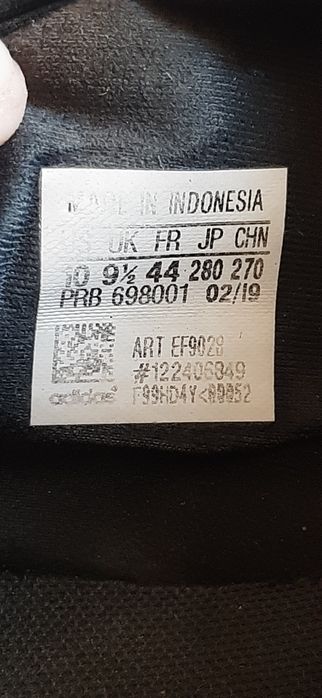 MADE IN INDONESIA
UK FR JP CHN
10 9½ 44 280 270
PRB 698001 02/19
ART EF9028
#122406849
adidas